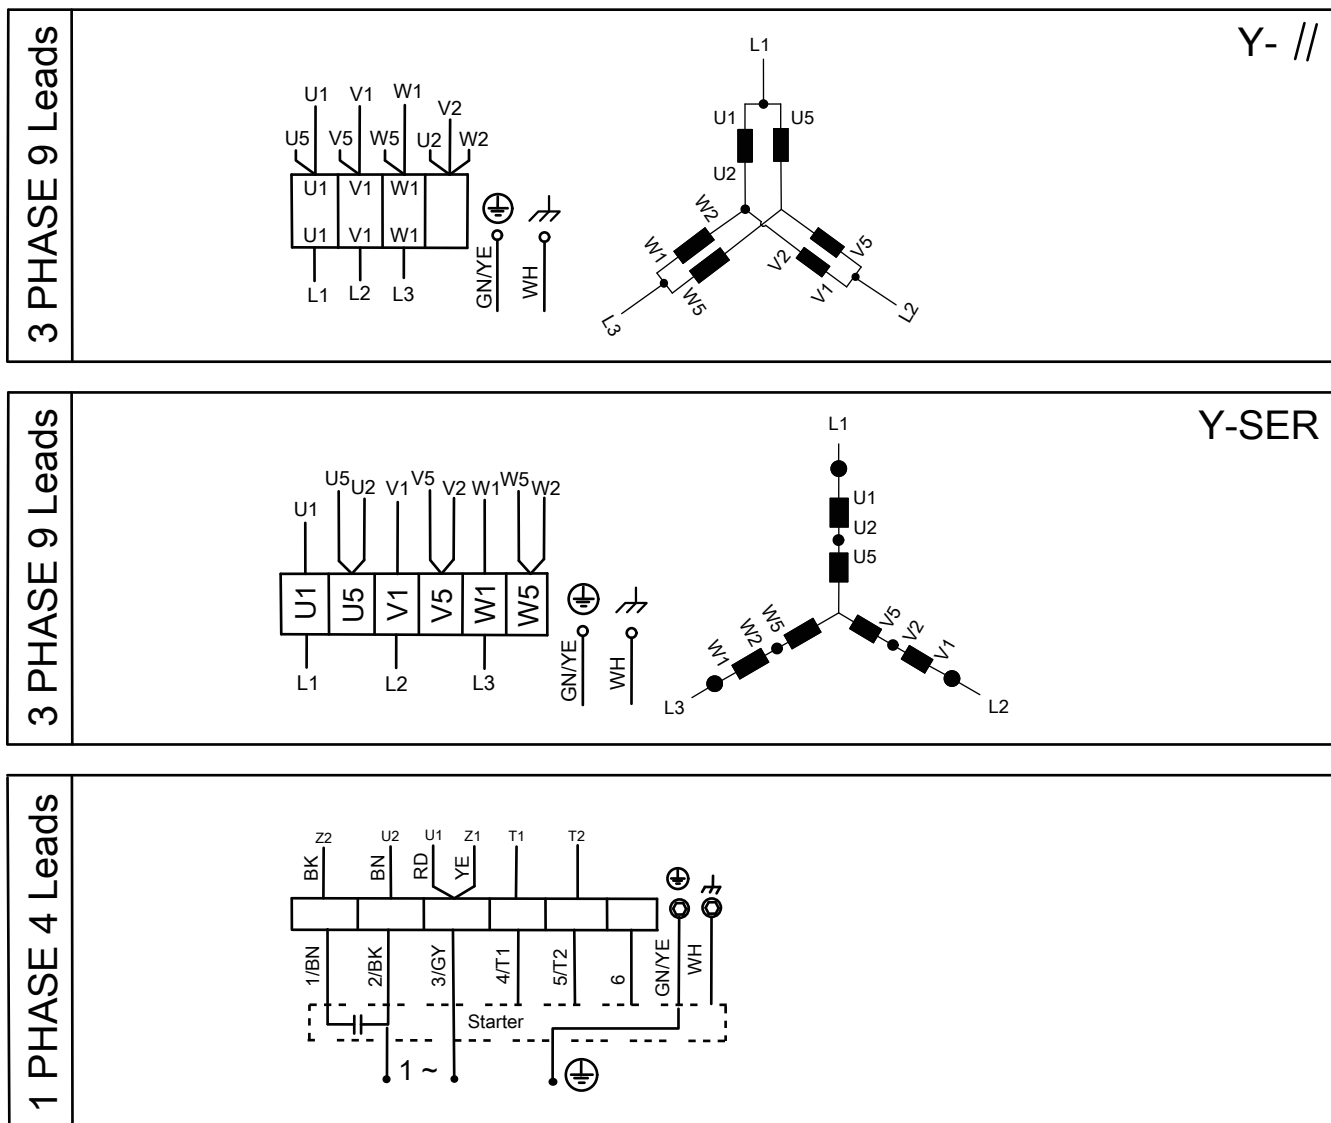 3 PHASE 9 Leads
Y- //
U1 V1 W1 V2
U5 V5 W5 U2 W2
U1 V1 W1
U1 V1 W1
L1 L2 L3
GN/YE WH
L1
U1 U5
U2
W2 V5
W1 V2
W5 V1
L3 L2
3 PHASE 9 Leads
Y-SER
U5 U2 V1 V5 V2 W1 W5 W2
U1
U1 U5 V1 V5 W1 W5
L1 L2 L3
GN/YE WH
L1
U1
U2
U5
W5 V5
W2 V2
W1 V1
L3 L2
1 PHASE 4 Leads
Z2 U2 U1 Z1 T1 T2
BK BN RD YE
1/BN 2/BK 3/GY 4/T1 5/T2 6 GN/YE WH
Starter
1 ~